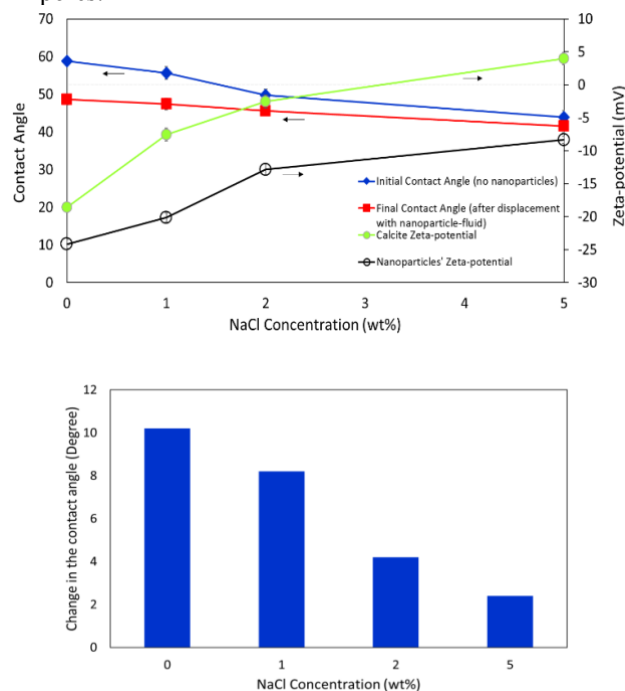 70
60
50
40
30
20
10
0
Contact Angle
10
5
0
-5
-10
-15
-20
-25
-30
Zeta-potential (mV)
Initial Contact Angle (no nanoparticles)
Final Contact Angle (after displacement
with nanoparticle-fluid)
Calcite Zeta-potential
Nanoparticles' Zeta-potential
0 1 2 3 4 5
NaCl Concentration (wt%)
12
10
8
6
4
2
0
Change in the contact angle (Degree)
0 1 2 5
NaCl Concentration (wt%)